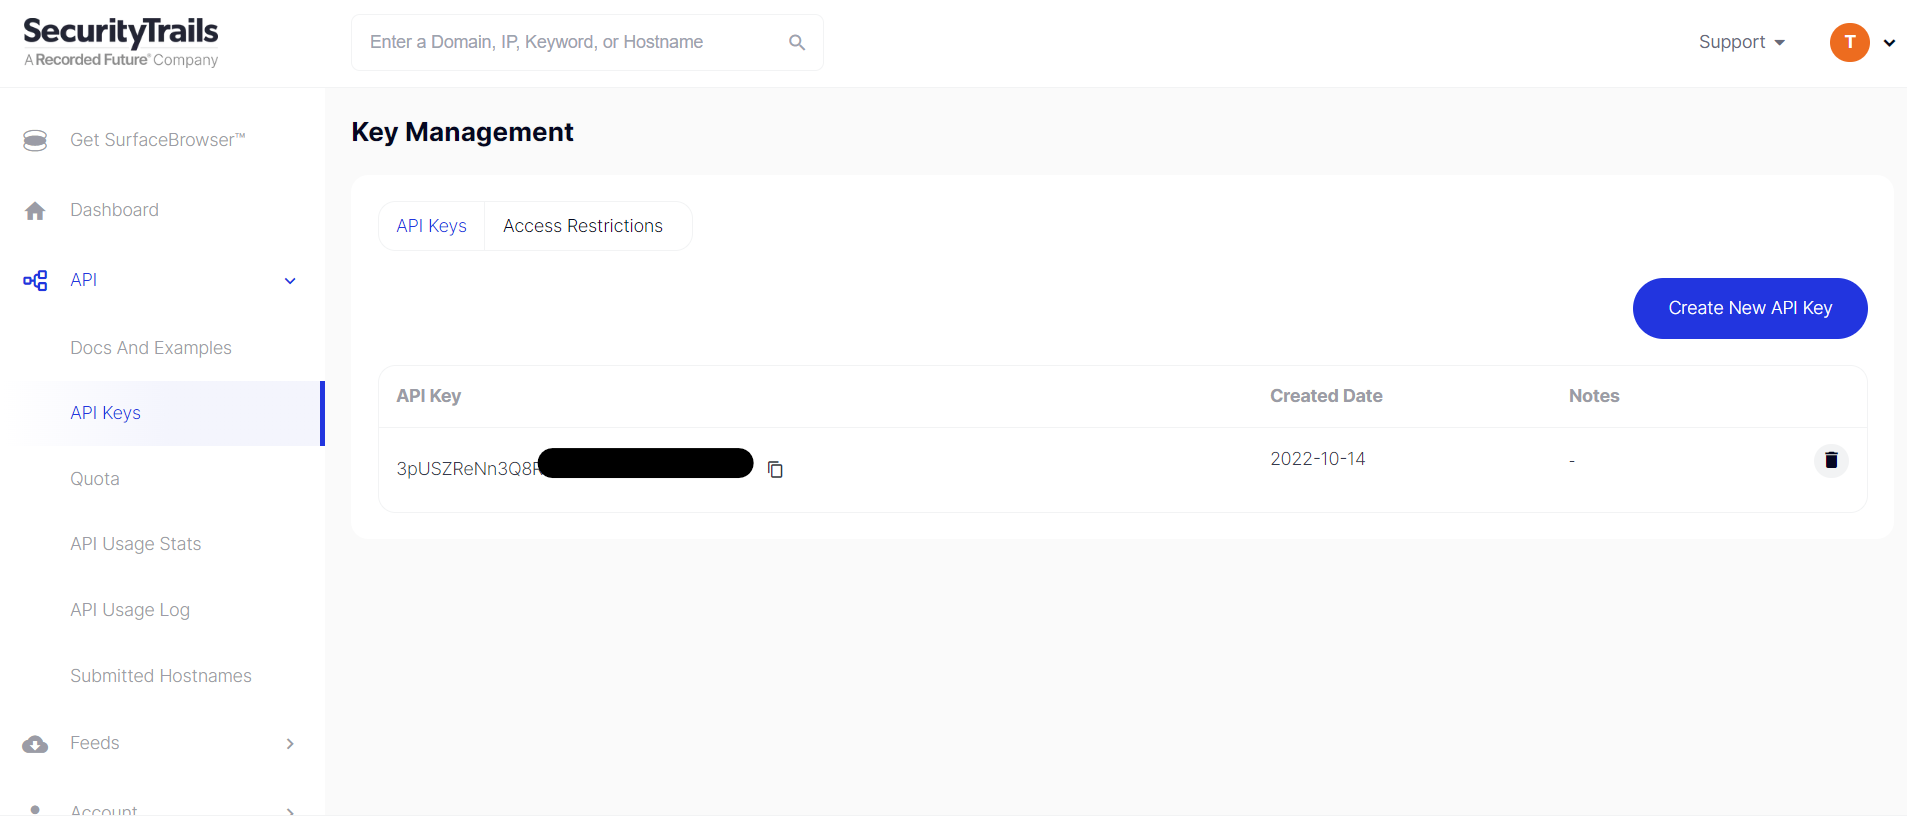 SecurityTrails
A Recorded Future® Company
Enter a Domain, IP, Keyword, or Hostname
Support
T
Get SurfaceBrowser™
Dashboard
API
Docs And Examples
API Keys
Quota
API Usage Stats
API Usage Log
Submitted Hostnames
Feeds
Account
Key Management
API Keys Access Restrictions
Create New API Key
API Key Created Date Notes
3pUSZReNn3Q8 2022-10-14 -